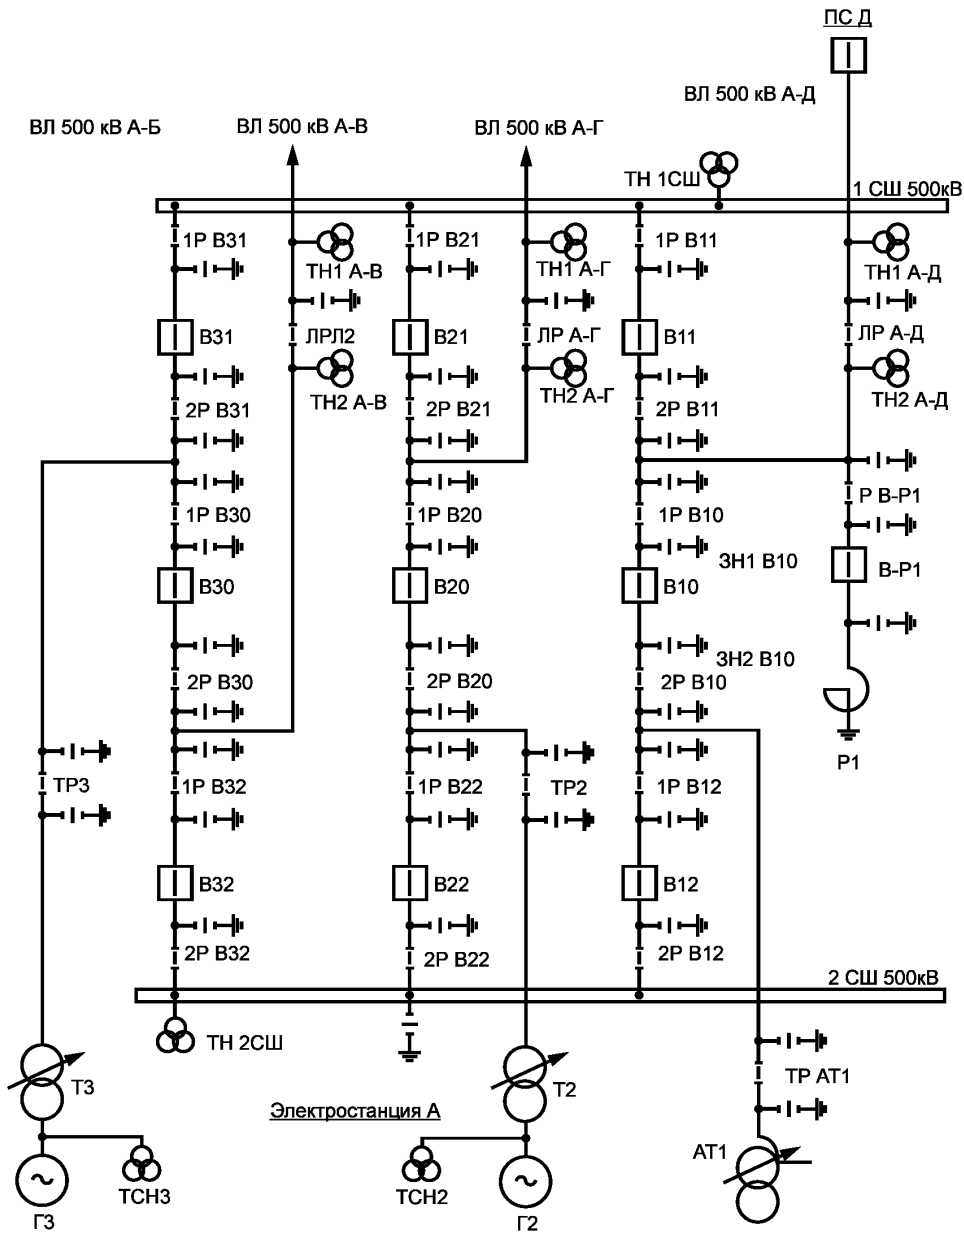 ПС Д
ВЛ 500 кВ А-Д
ВЛ 500 кВ А-Б
ВЛ 500 кВ А-В
ВЛ 500 кВ А-Г
ТН 1СШ
1 СШ 500кВ
1Р В31
1Р В21
1Р В11
ТН1 А-В
ТН1 А-Г
ТН1 А-Д
В31
ЛРЛ2
В21
ЛР А-Г
В11
ЛР А-Д
ТН2 А-В
ТН2 А-Г
ТН2 А-Д
2Р В31
2Р В21
2Р В11
Р В-Р1
1Р В30
1Р В20
1Р В10
ЗН1 В10
В-Р1
В30
В20
В10
ЗН2 В10
2Р В30
2Р В20
2Р В10
Р1
ТР3
1Р В32
1Р В22
ТР2
1Р В12
В32
В22
В12
2Р В32
2Р В22
2Р В12
2 СШ 500кВ
ТН 2СШ
Т3
Т2
ТР АТ1
Электростанция А
АТ1
ТСН3
ТСН2
Г3
Г2